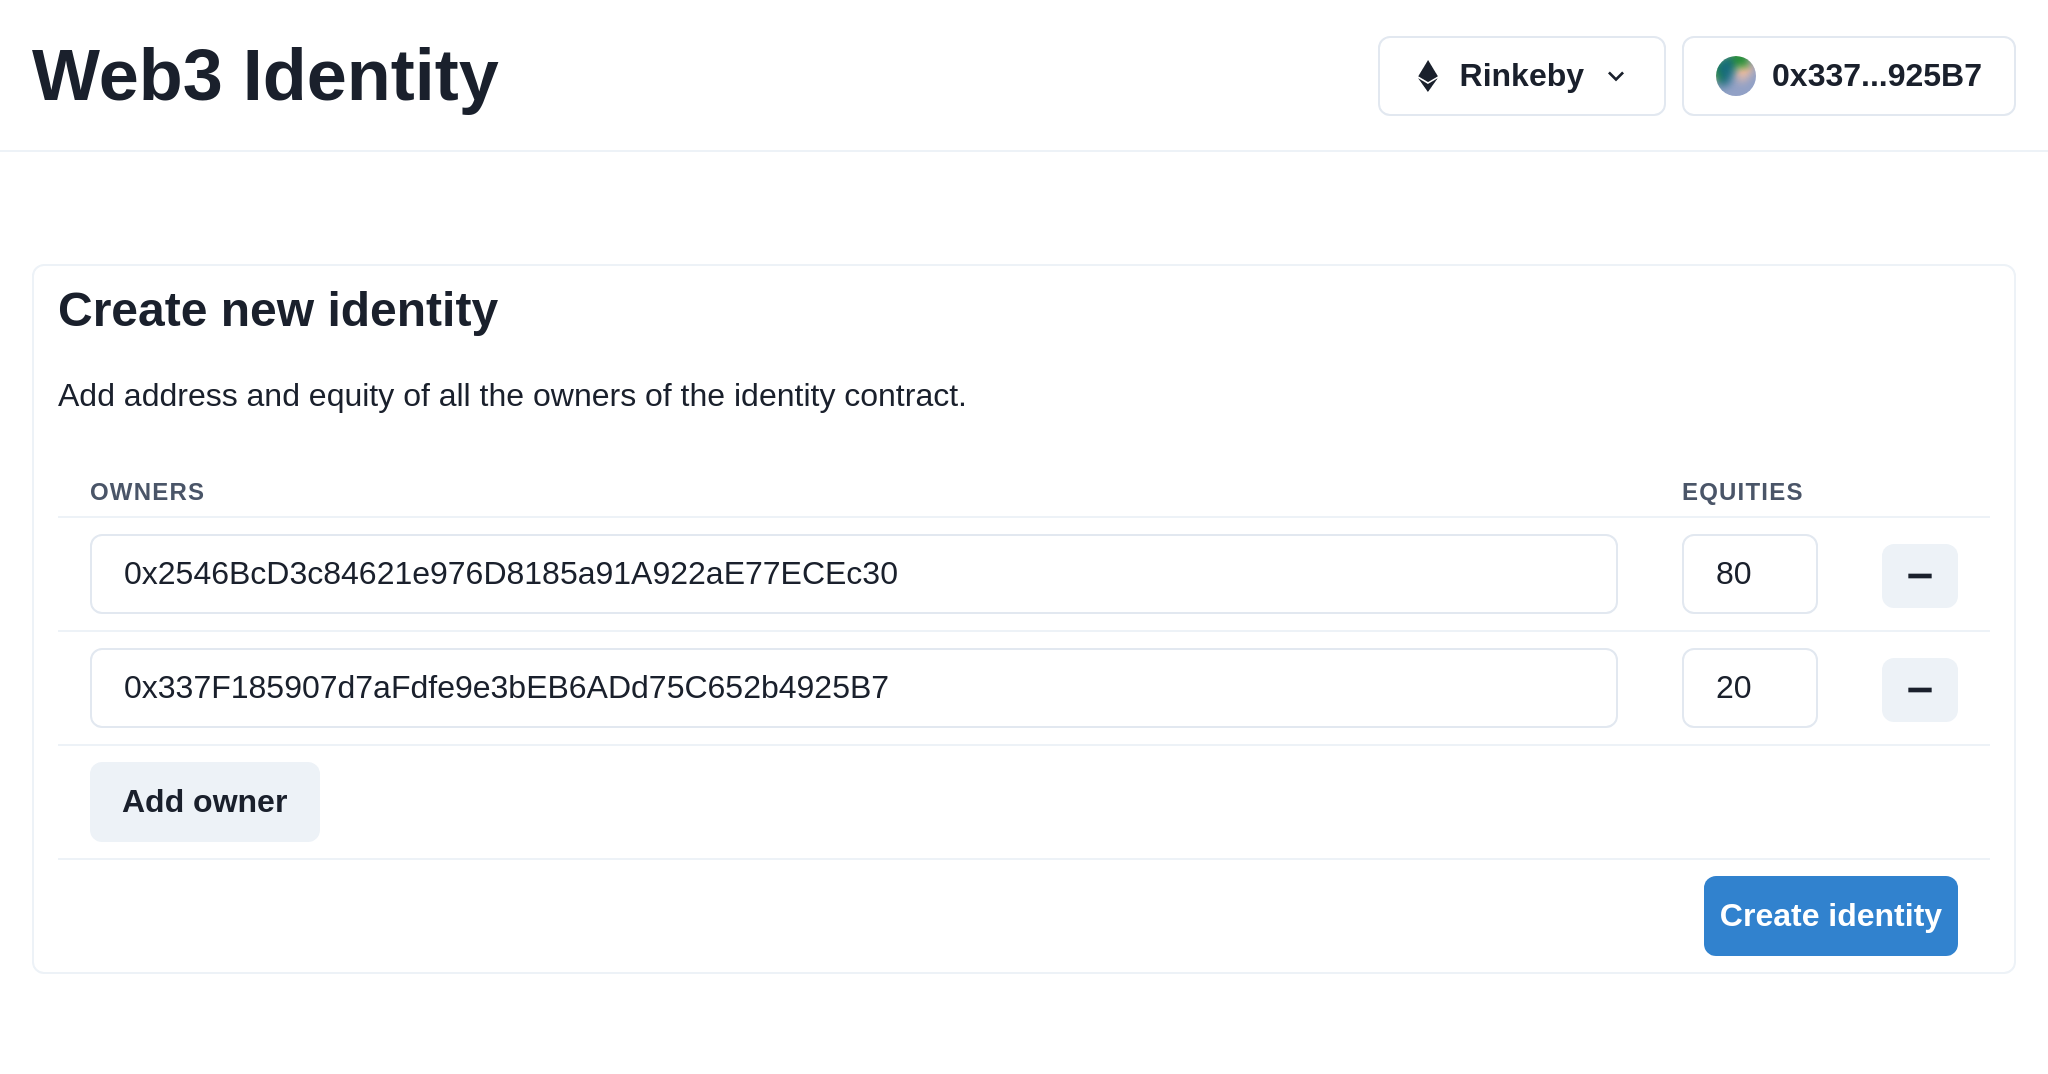 Web3 Identity
Rinkeby
0x337...925B7
Create new identity
Add address and equity of all the owners of the identity contract.
OWNERS EQUITIES
0x2546BcD3c84621e976D8185a91A922aE77ECEc30 80
0x337F185907d7aFdfe9e3bEB6ADd75C652b4925B7 20
Add owner
Create identity